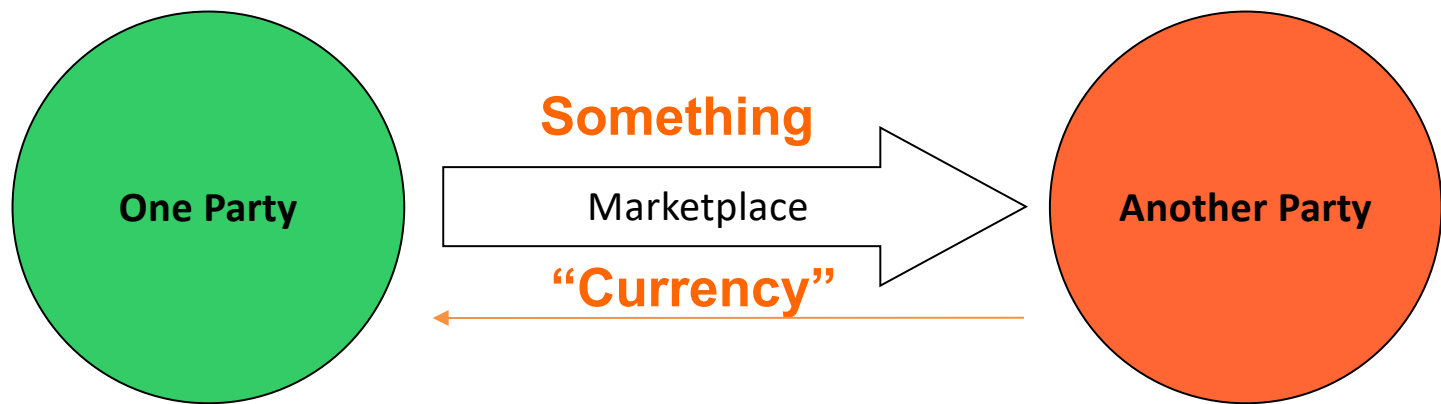 Something
One Party
Marketplace
Another Party
“Currency”